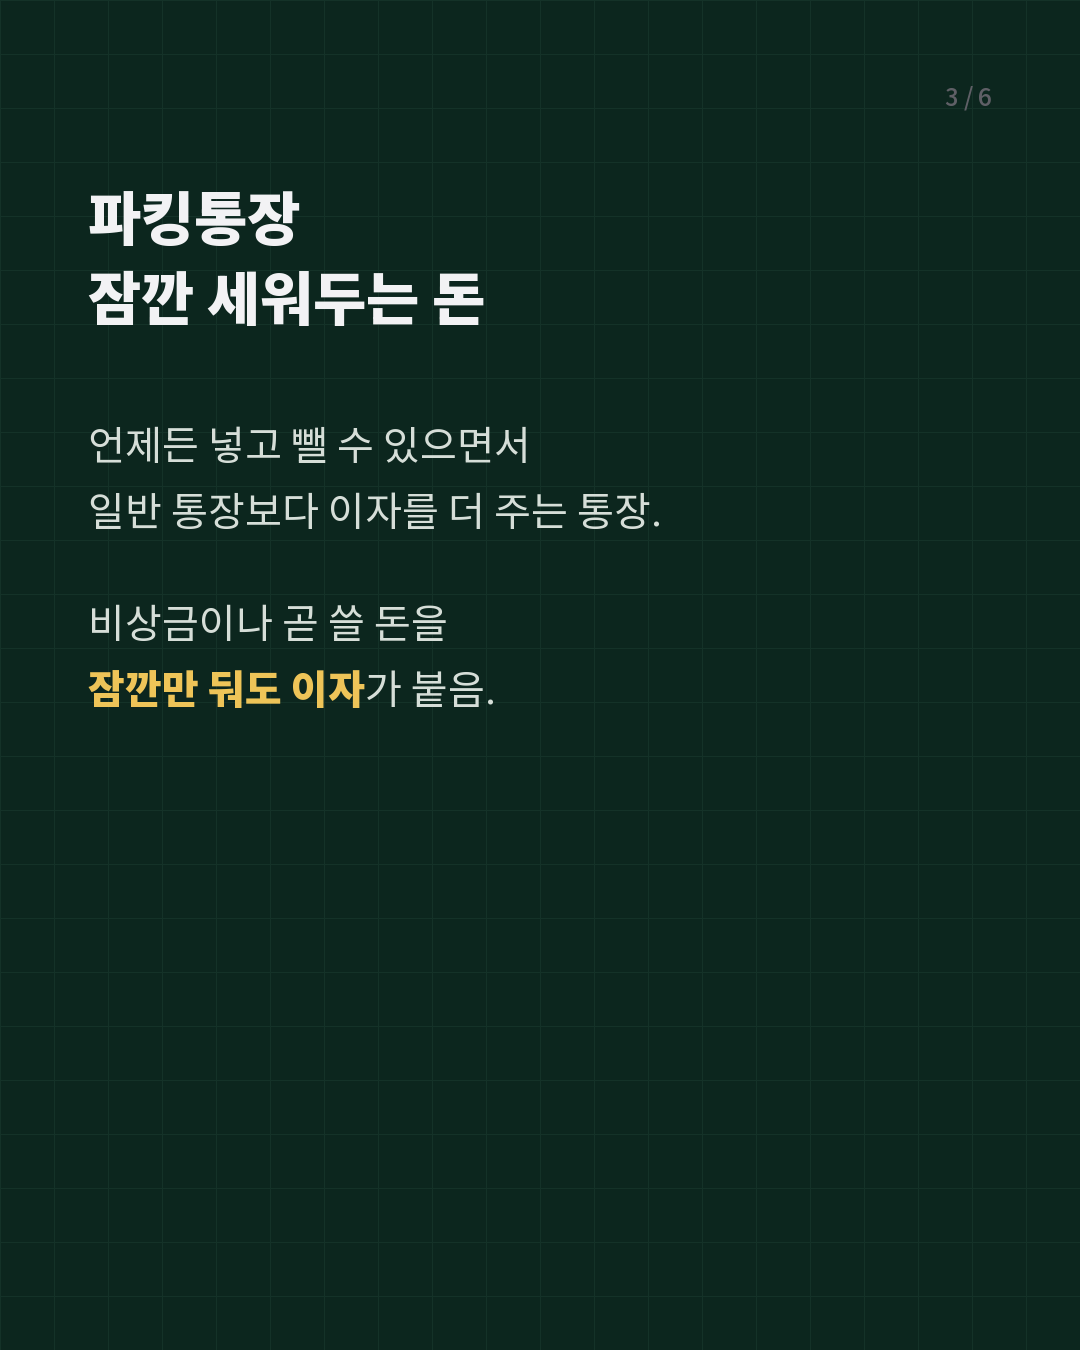 3 / 6
파킹통장
잠깐 세워두는 돈
언제든 넣고 뺄 수 있으면서
일반 통장보다 이자를 더 주는 통장.
비상금이나 곧 쓸 돈을
잠깐만 둬도 이자가 붙음.